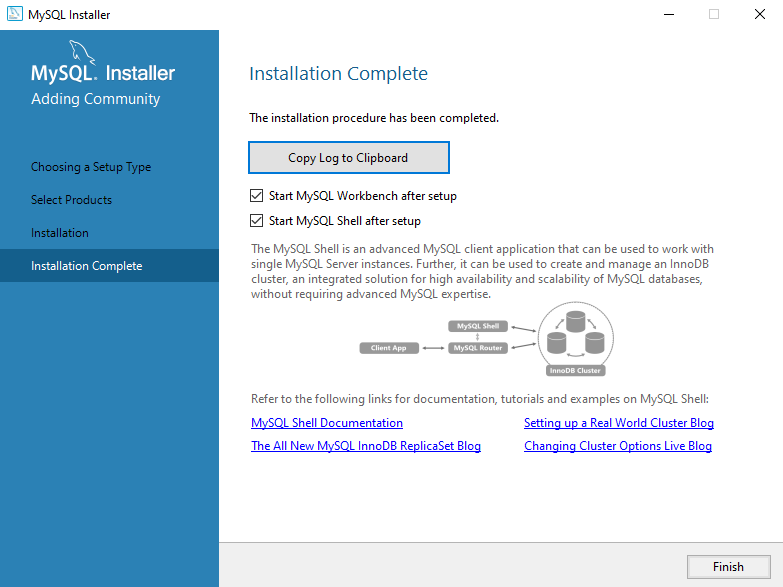 MySQL Installer
MySQL. Installer
Adding Community
Choosing a Setup Type
Select Products
Installation
Installation Complete
Installation Complete
The installation procedure has been completed.
Copy Log to Clipboard
Start MySQL Workbench after setup
Start MySQL Shell after setup
The MySQL Shell is an advanced MySQL client application that can be used to work with
single MySQL Server instances. Further, it can be used to create and manage an InnoDB
cluster, an integrated solution for high availability and scalability of MySQL databases,
without requiring advanced MySQL expertise.
MySQL Shell
Client App
MySQL Router
InnoDB Cluster
Refer to the following links for documentation, tutorials and examples on MySQL Shell:
MySQL Shell Documentation
Setting up a Real World Cluster Blog
The All New MySQL InnoDB ReplicaSet Blog
Changing Cluster Options Live Blog
Finish